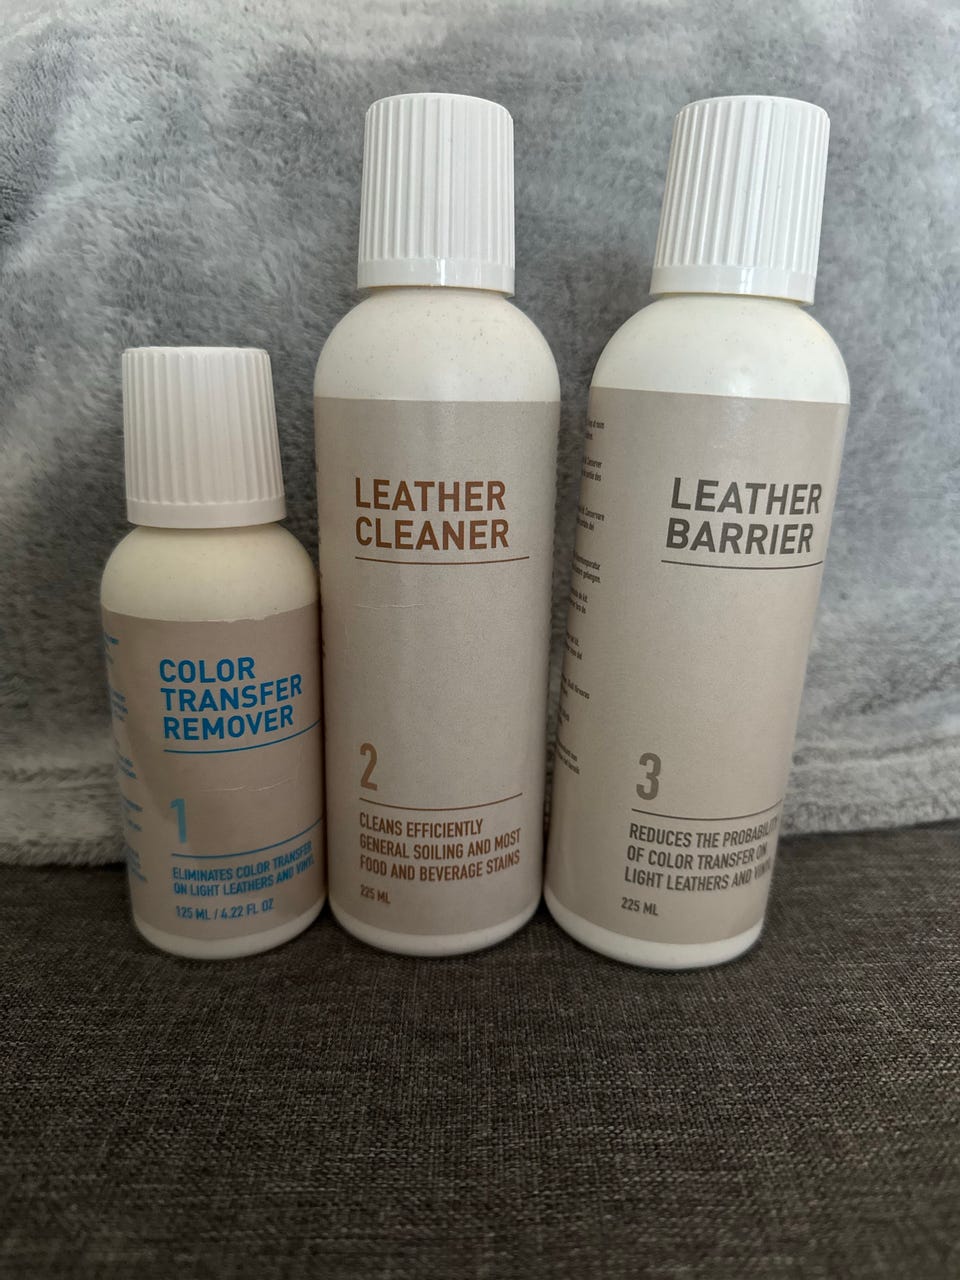 COLOR
TRANSFER
REMOVER
1
ELIMINATES COLOR TRANSFER
ON LIGHT LEATHERS AND VINYL
125 ML / 4.22 FL OZ
LEATHER
CLEANER
2
CLEANS EFFICIENTLY
GENERAL SOILING AND MOST
FOOD AND BEVERAGE STAINS
225 ML
LEATHER
BARRIER
3
REDUCES THE PROBABILITY
OF COLOR TRANSFER ON
LIGHT LEATHERS AND VINYL
225 ML